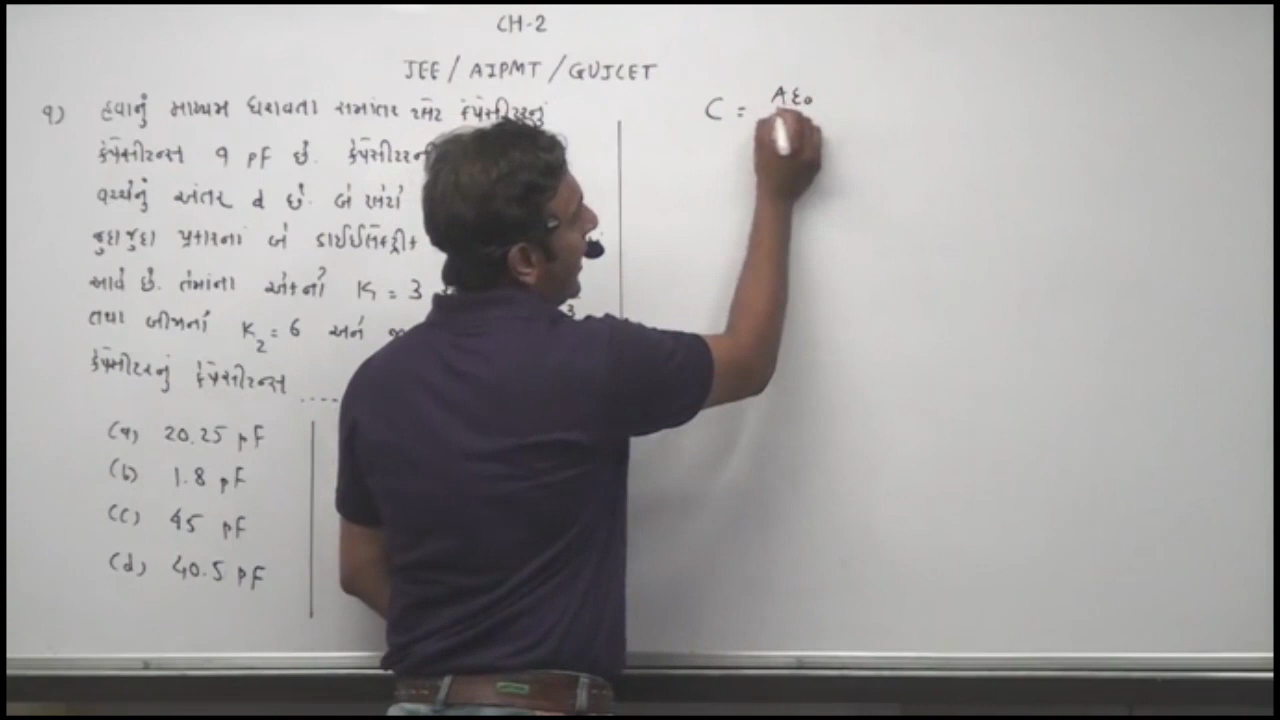 CH-2
JEE / AIPMT / GUJCET
૧) હવાનું માધ્યમ ધરાવતા સમાંતર પ્લેટ કેપેસીટરનું
કેપેસીટન્સ 9 pF છે. કેપેસીટરની
વચ્ચેનું અંતર d છે. બે પ્લેટો
જુદાજુદા પ્રકારનાં બે ડાઈઈલેક્ટ્રીક
આવે છે. તેમાંના એકનો K = 3
3
તથા બીજાનાં K₂ = 6 અને
કેપેસીટરનું કેપેસીટન્સ ....
(a) 20.25 pF
(b) 1.8 pF
(c) 45 pF
(d) 40.5 pF
C = Aε₀